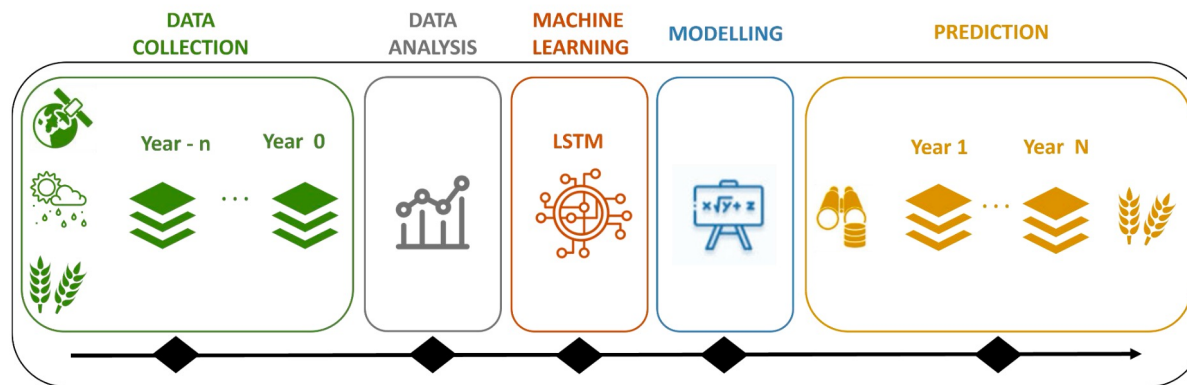 DATA
COLLECTION
DATA
ANALYSIS
MACHINE
LEARNING
MODELLING
PREDICTION
Year - n
Year 0
...
LSTM
x√y+z
Year 1
Year N
...